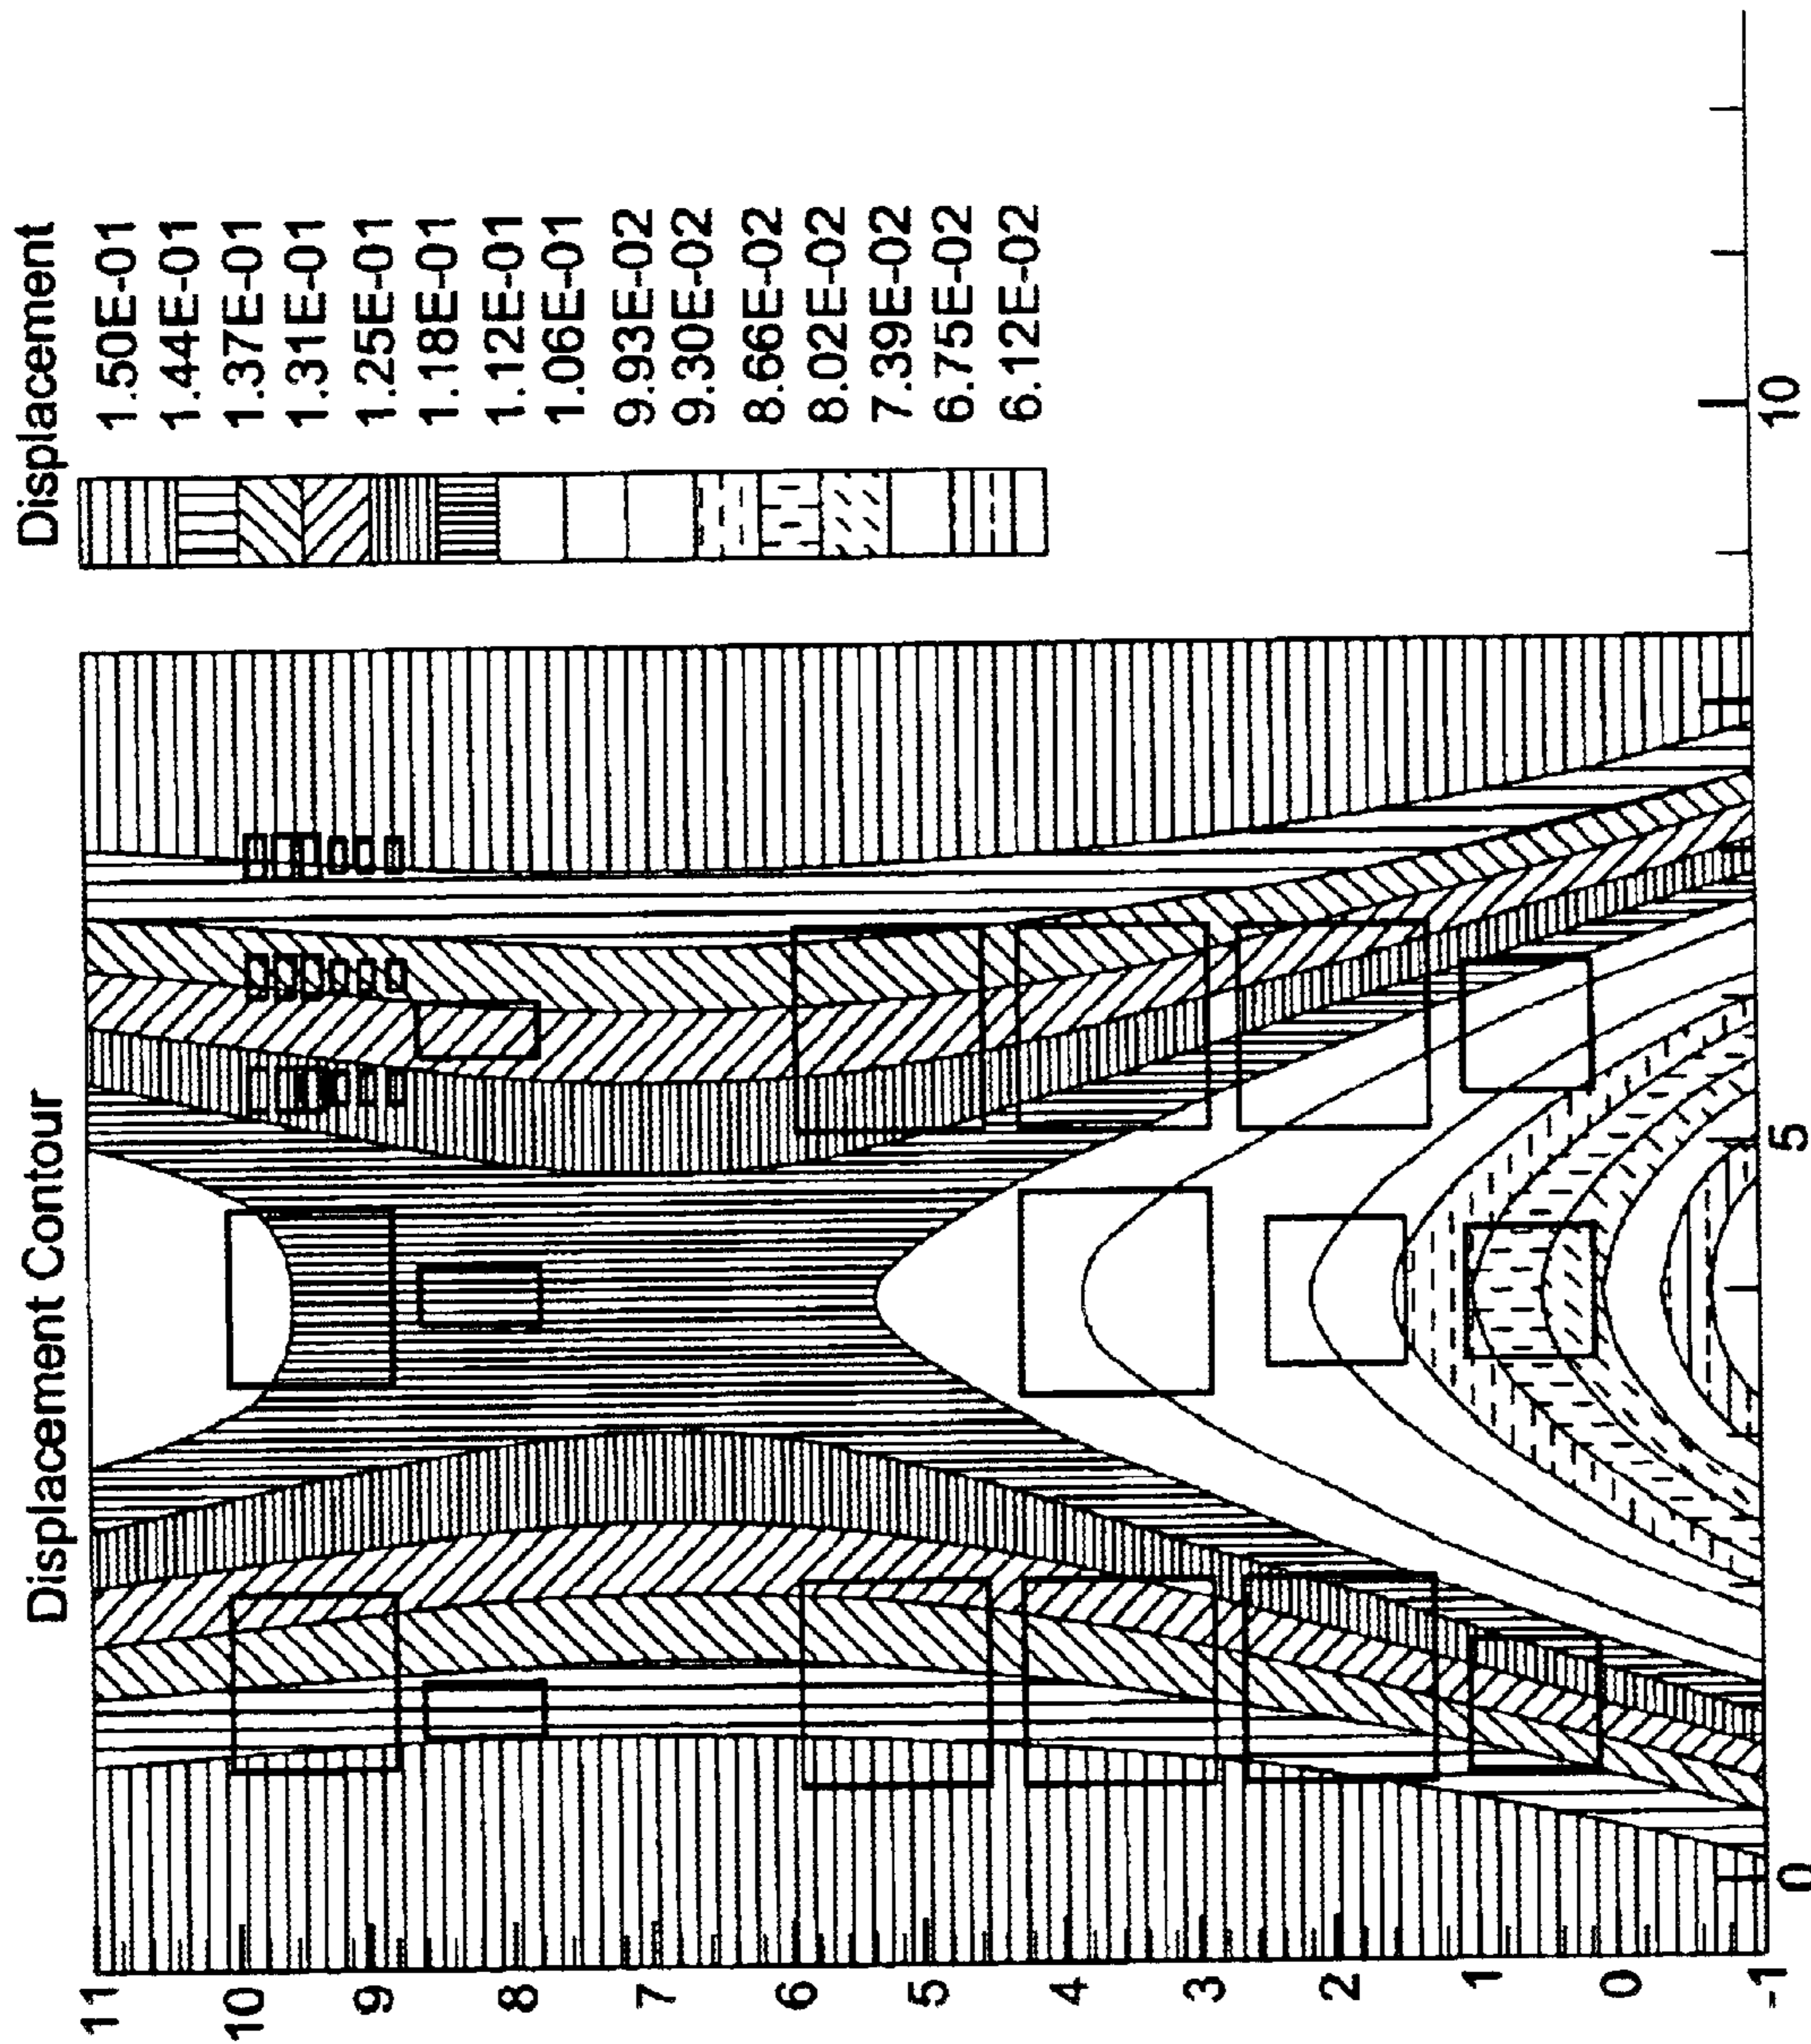 Displacement Contour
Displacement
1.50E-01
1.44E-01
1.37E-01
1.31E-01
1.25E-01
1.18E-01
1.12E-01
1.06E-01
9.93E-02
9.30E-02
8.66E-02
8.02E-02
7.39E-02
6.75E-02
6.12E-02
11
10
9
8
7
6
5
4
3
2
1
0
-1
0
5
10